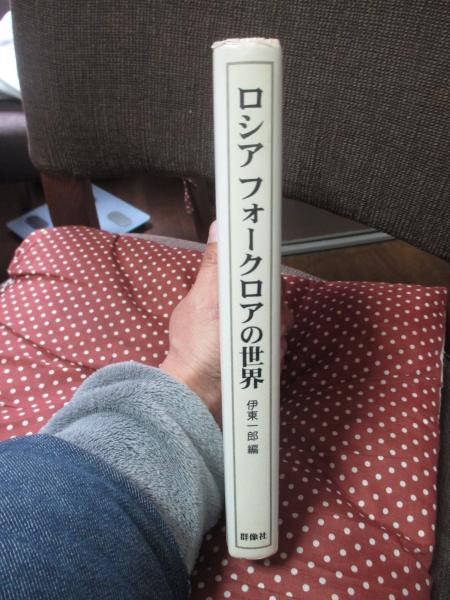 ロシア フォークロアの世界
伊東一郎 編
群像社